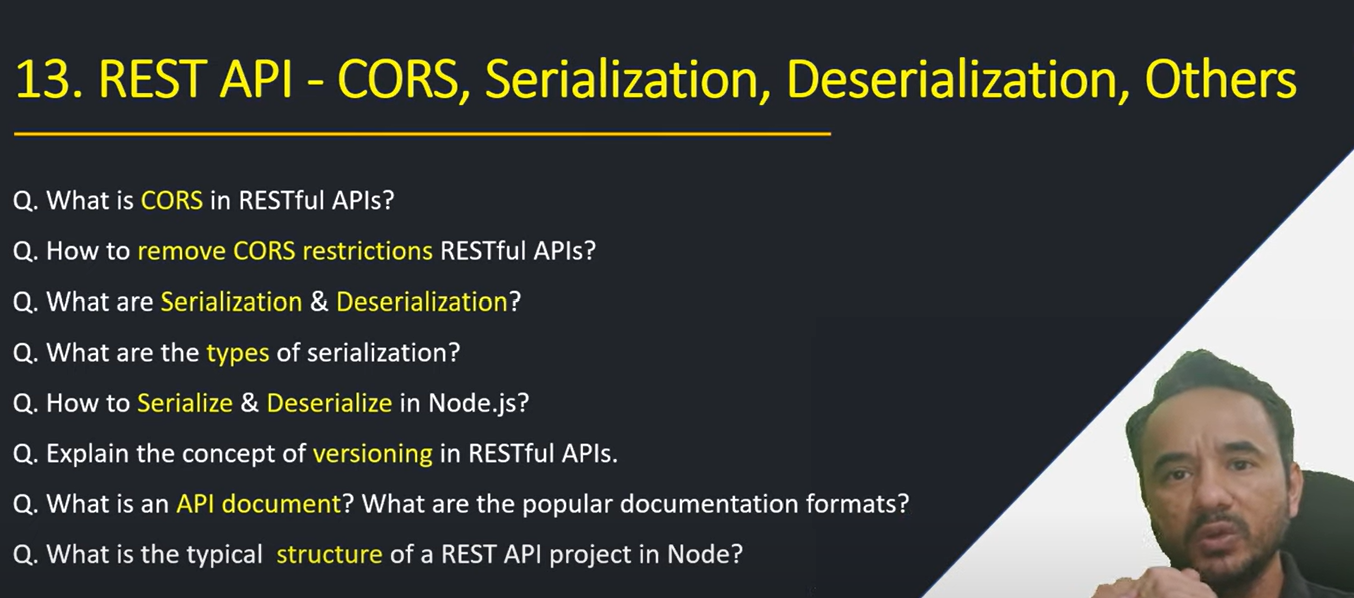 13. REST API - CORS, Serialization, Deserialization, Others
Q. What is CORS in RESTful APIs?
Q. How to remove CORS restrictions RESTful APIs?
Q. What are Serialization & Deserialization?
Q. What are the types of serialization?
Q. How to Serialize & Deserialize in Node.js?
Q. Explain the concept of versioning in RESTful APIs.
Q. What is an API document? What are the popular documentation formats?
Q. What is the typical structure of a REST API project in Node?